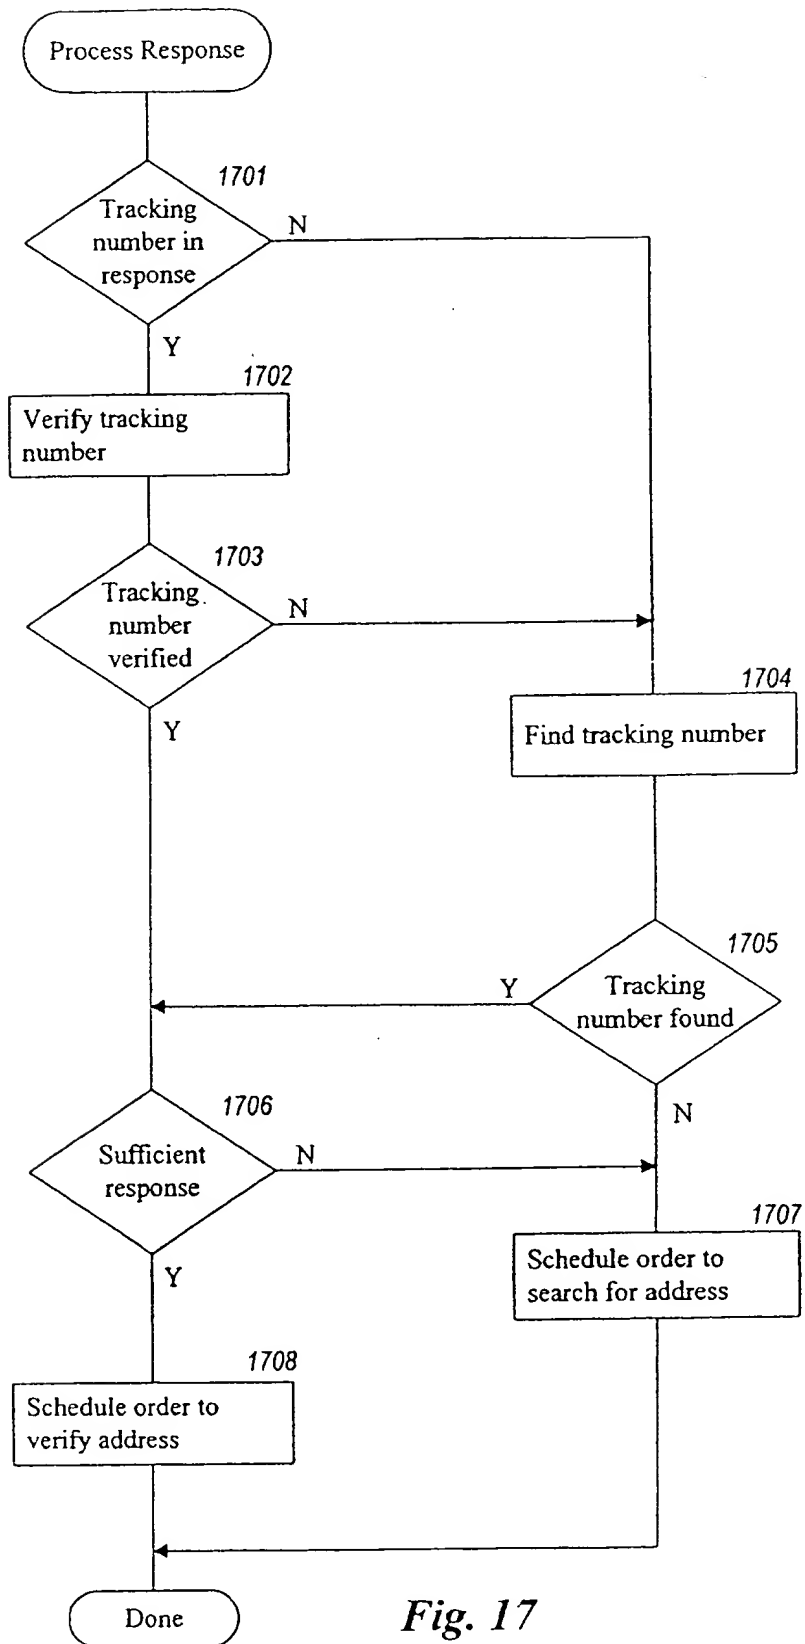 Process Response
1701
Tracking
number in
response
N
Y
1702
Verify tracking
number
1703
Tracking
number
verified
N
Y
1704
Find tracking number
1705
Tracking
number found
Y
N
1706
Sufficient
response
N
Y
1707
Schedule order to
search for address
1708
Schedule order to
verify address
Done
Fig. 17